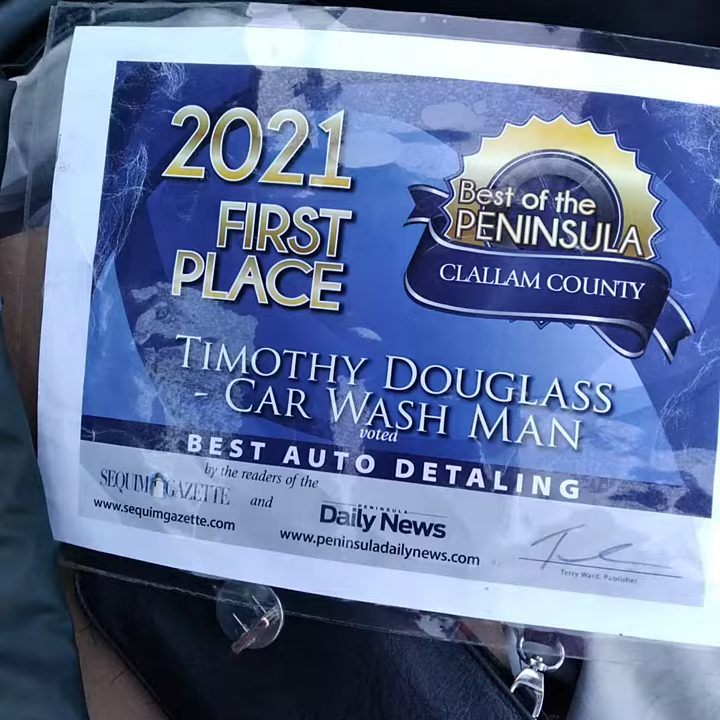 2021
FIRST
PLACE
Best of the
PENINSULA
CLALLAM COUNTY
TIMOTHY DOUGLASS
- CAR WASH MAN
voted
BEST AUTO DETALING
by the readers of the
SEQUIM GAZETTE
www.sequimgazette.com
and
PENINSULA
Daily News
www.peninsuladailynews.com
Terry Ward, Publisher